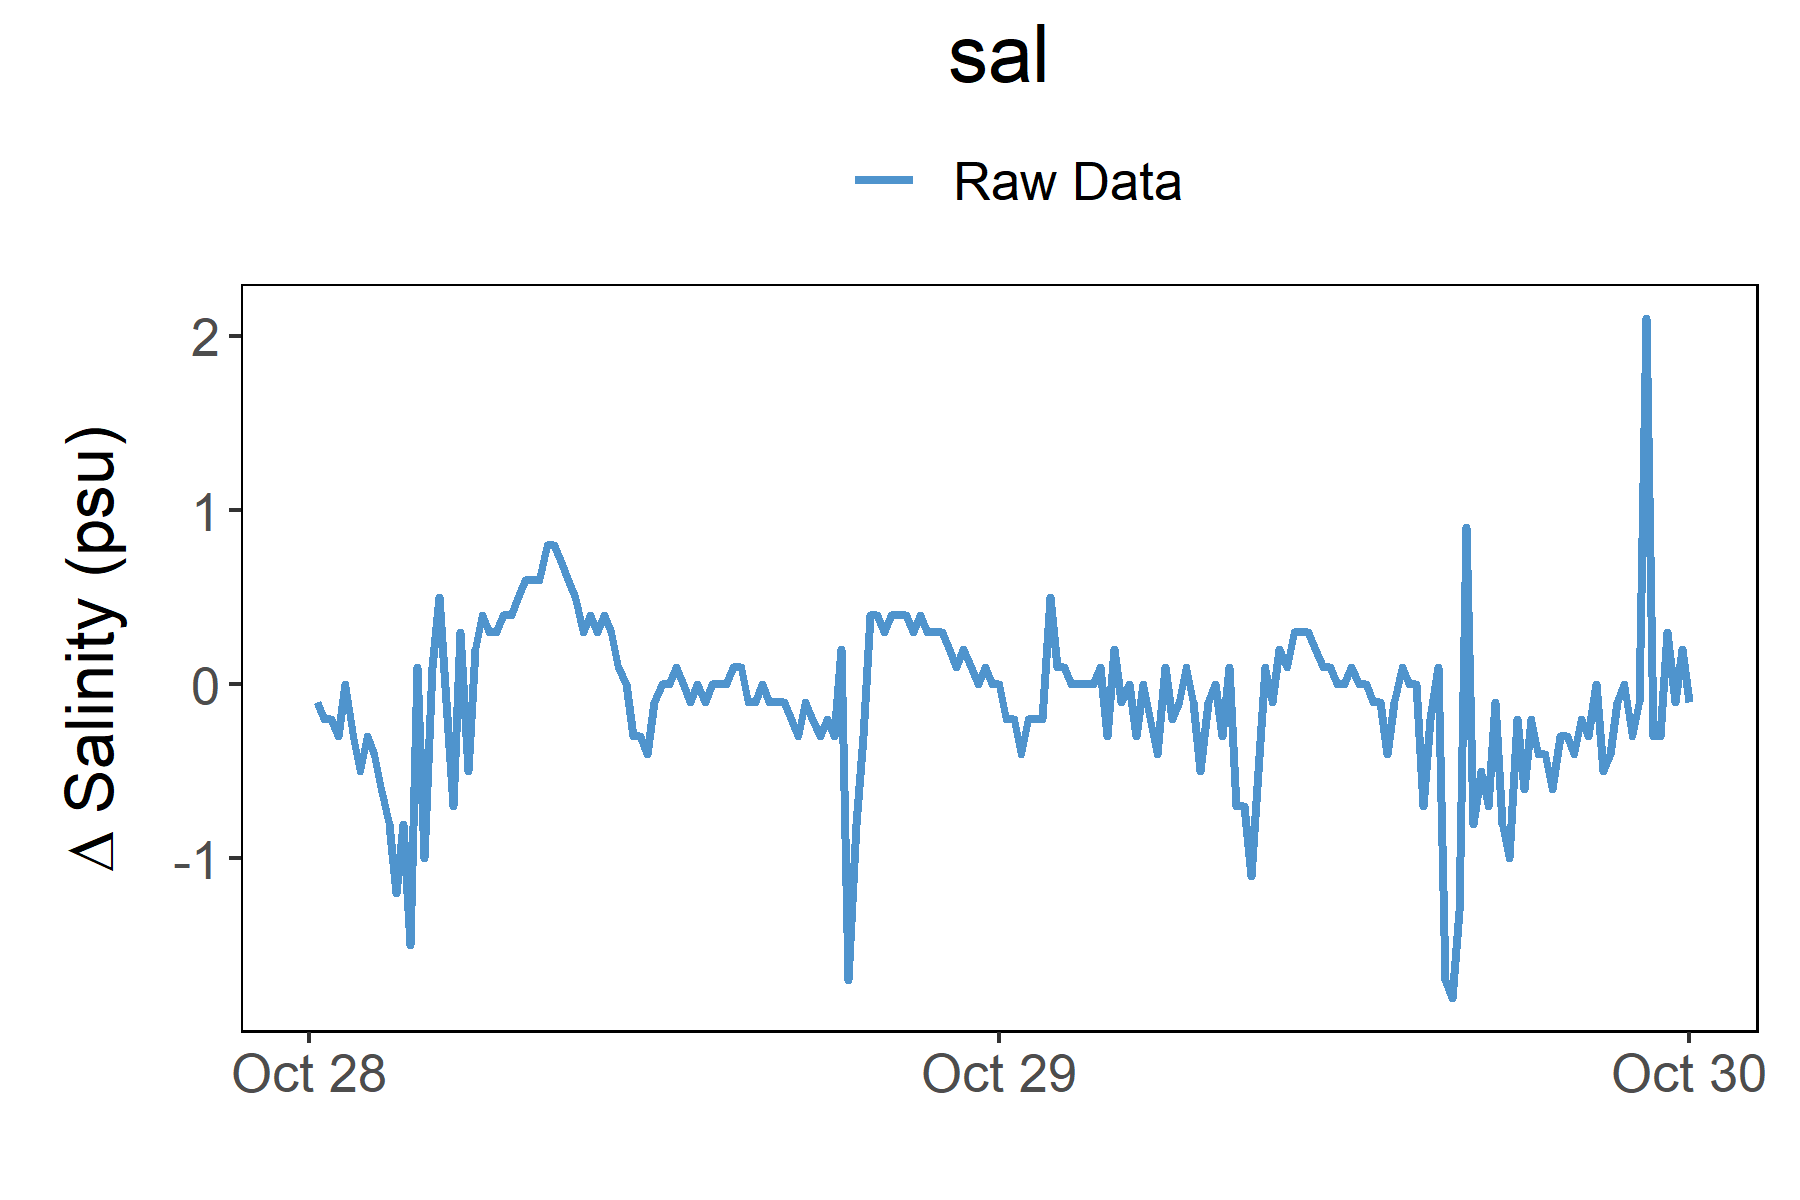 sal
Raw Data
Δ Salinity (psu)
2
1
0
-1
Oct 28
Oct 29
Oct 30